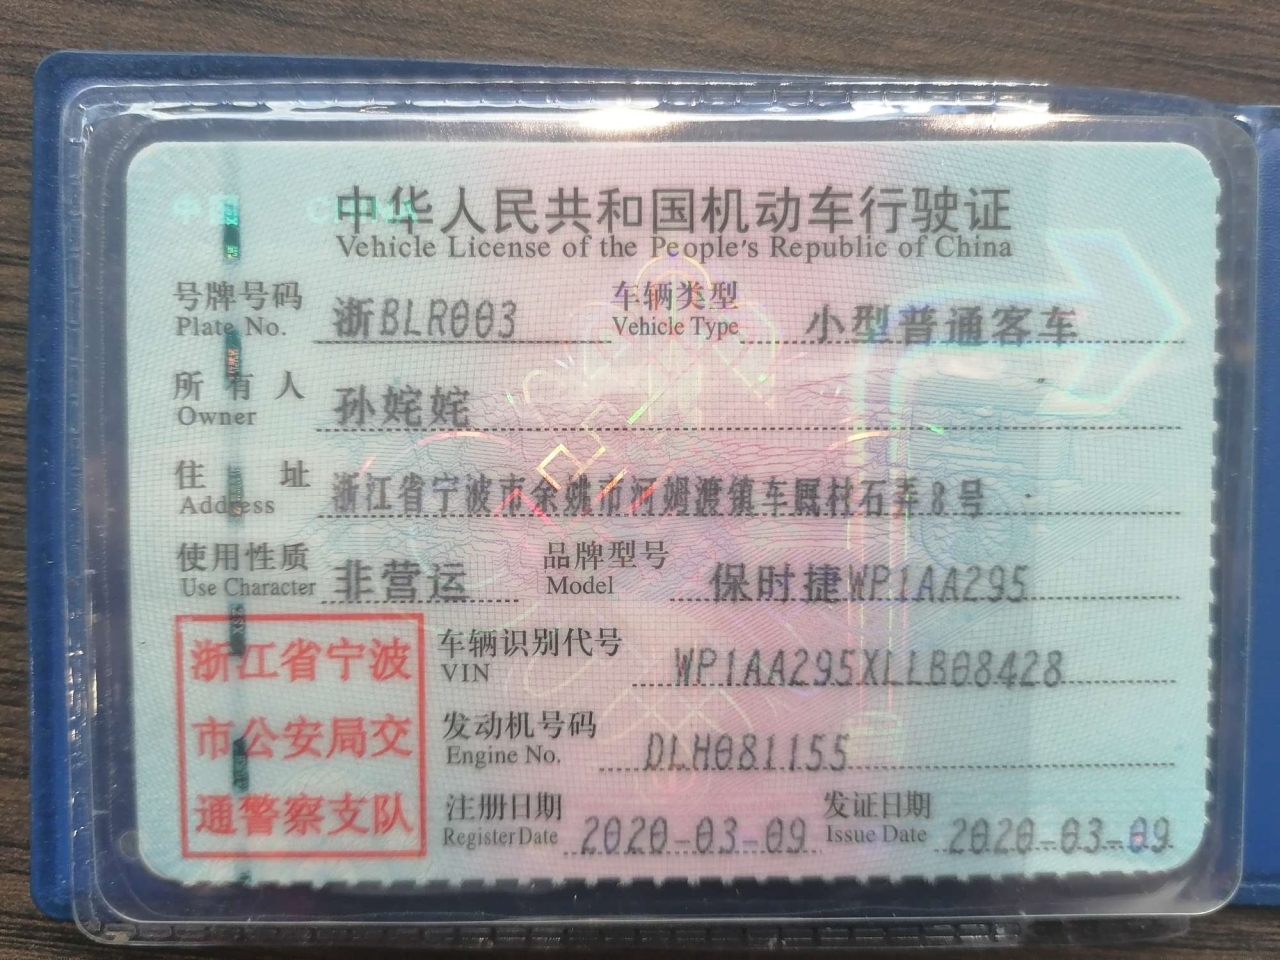 中华人民共和国机动车行驶证
Vehicle License of the People's Republic of China
号牌号码 浙BLR003 车辆类型 小型普通客车
Plate No. Vehicle Type
所有人 孙姹姹
Owner
住址 浙江省宁波市余姚市河姆渡镇车厩村石弄8号
Address
使用性质 非营运 品牌型号 保时捷WP1AA295
Use Character Model
浙江省宁波
市公安局交
通警察支队
车辆识别代号 WP1AA295XLLB08428
VIN
发动机号码 DLH081155
Engine No.
注册日期 2020-03-09 发证日期 2020-03-09
Register Date Issue Date